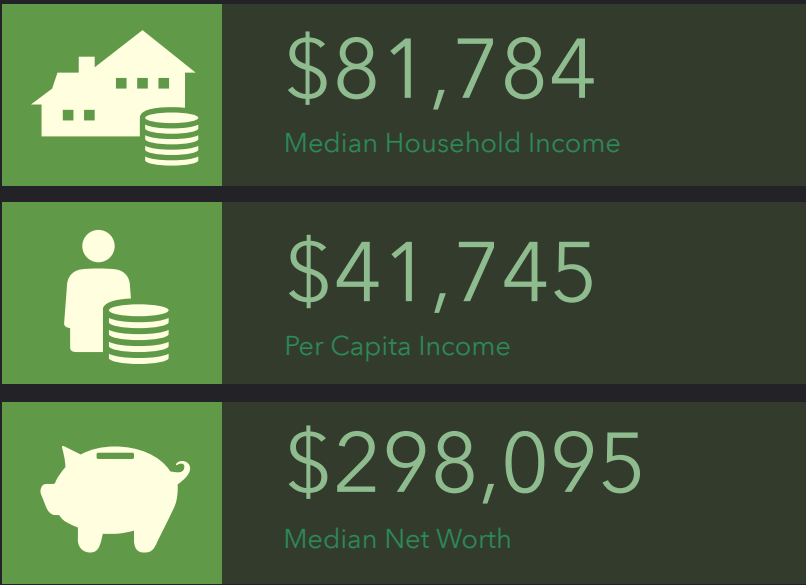 $81,784
Median Household Income
$41,745
Per Capita Income
$298,095
Median Net Worth